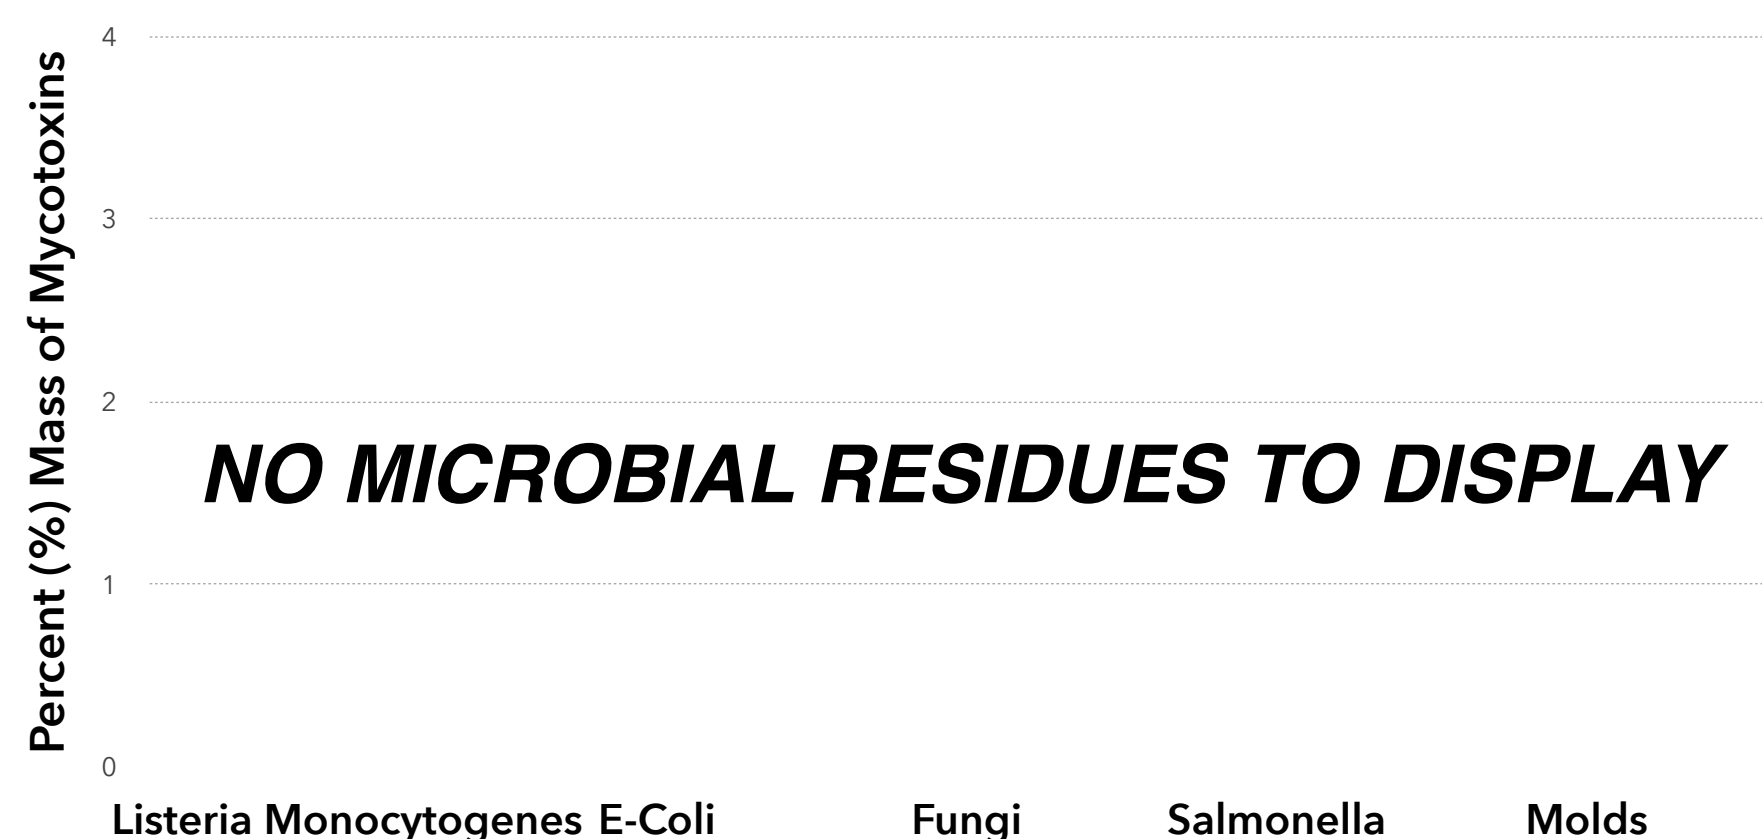 Percent (%) Mass of Mycotoxins
4
3
2
NO MICROBIAL RESIDUES TO DISPLAY
1
0
Listeria Monocytogenes E-Coli Fungi Salmonella Molds